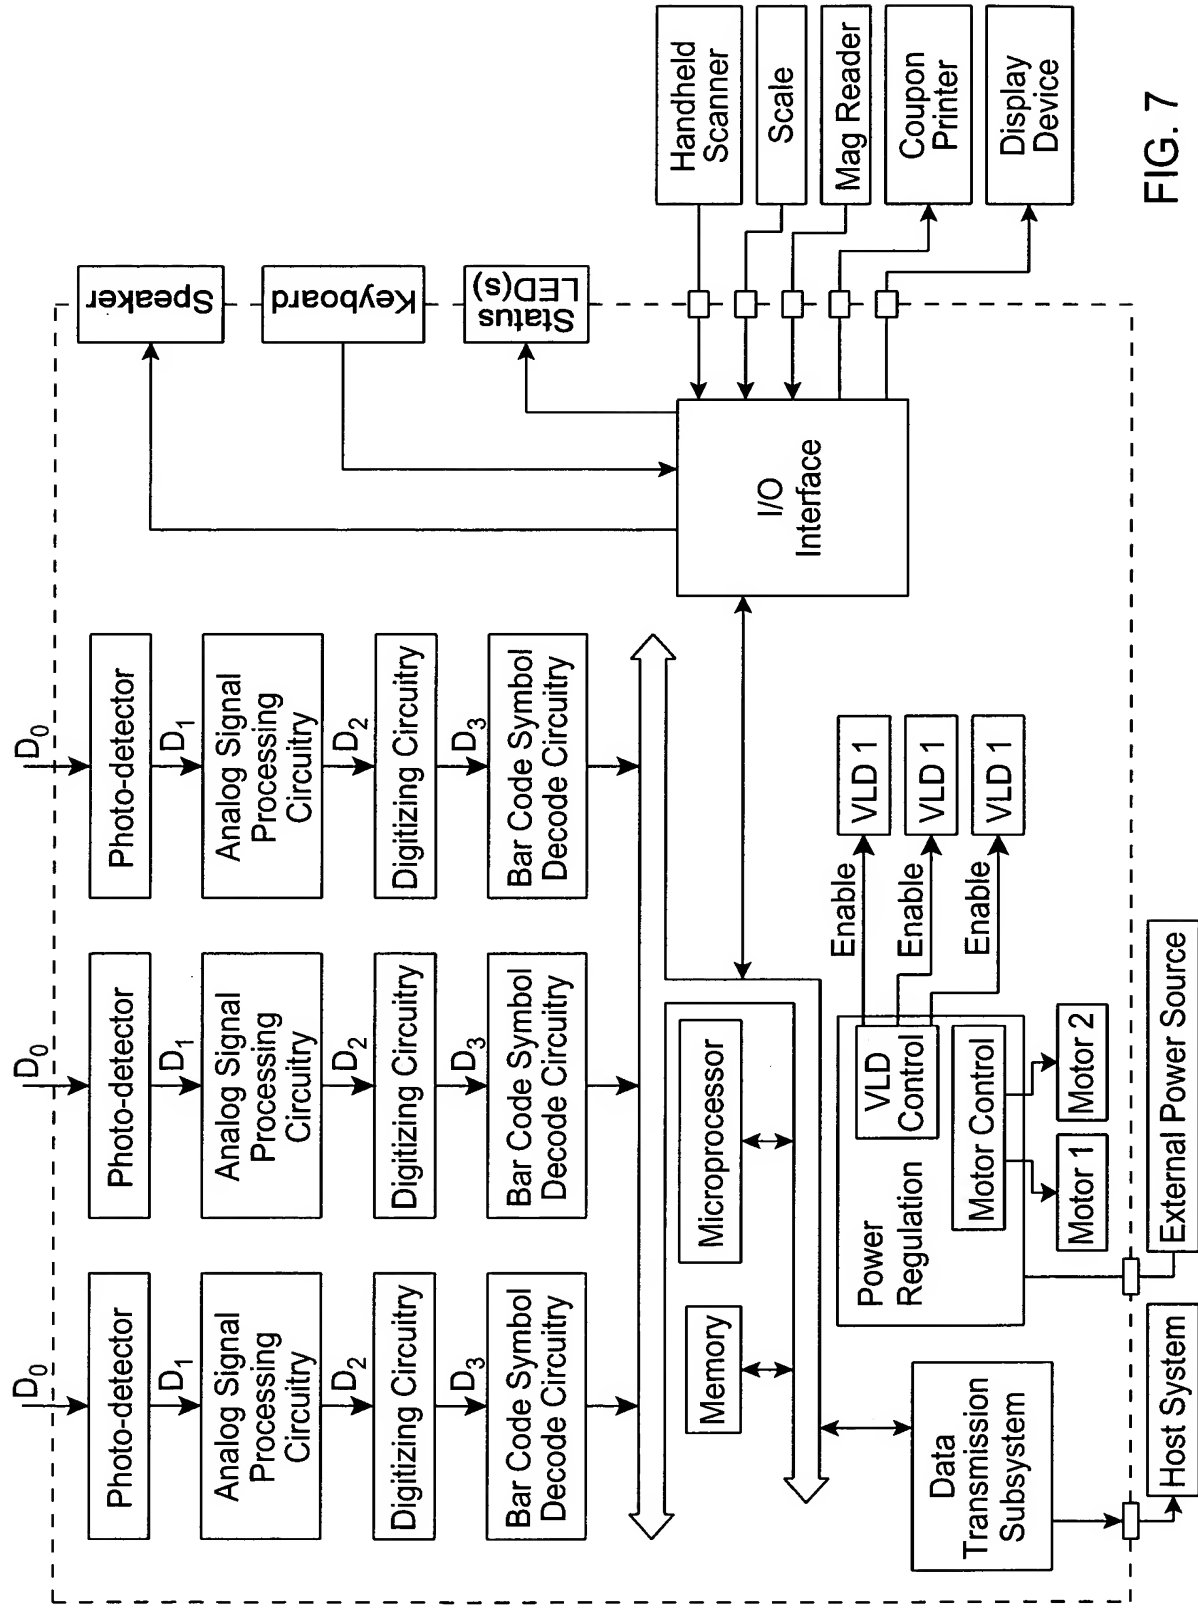 D0
Photo-detector
D1
Analog Signal
Processing
Circuitry
D2
Digitizing Circuitry
D3
Bar Code Symbol
Decode Circuitry
D0
Photo-detector
D1
Analog Signal
Processing
Circuitry
D2
Digitizing Circuitry
D3
Bar Code Symbol
Decode Circuitry
D0
Photo-detector
D1
Analog Signal
Processing
Circuitry
D2
Digitizing Circuitry
D3
Bar Code Symbol
Decode Circuitry
Speaker
Keyboard
Status
LED(s)
Memory
Microprocessor
I/O
Interface
Handheld
Scanner
Scale
Mag Reader
Coupon
Printer
Display
Device
Data
Transmission
Subsystem
Power
Regulation
VLD
Control
Motor Control
Enable
VLD 1
Enable
VLD 1
Enable
VLD 1
Motor 1
Motor 2
Host System
External Power Source
FIG. 7